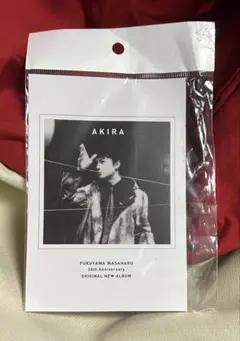 AKIRA
FUKUYAMA MASAHARU
30th Anniversary
ORIGINAL NEW ALBUM